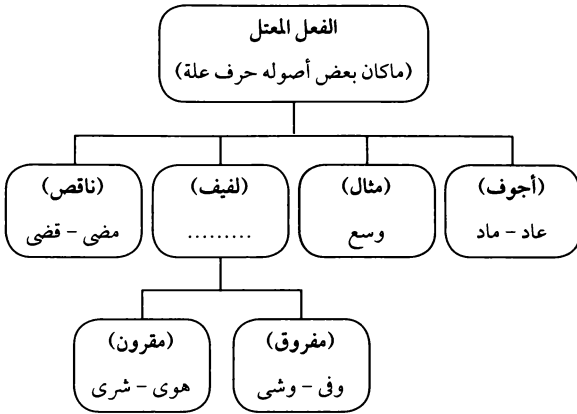 الفعل المعتل
(ماكان بعض أصوله حرف علة)
(أجوف)
عاد – ماد
(مثال)
وسع
(لفيف)
.........
(ناقص)
مضى – قضى
(مفروق)
وفى – وشى
(مقرون)
هوى – شرى